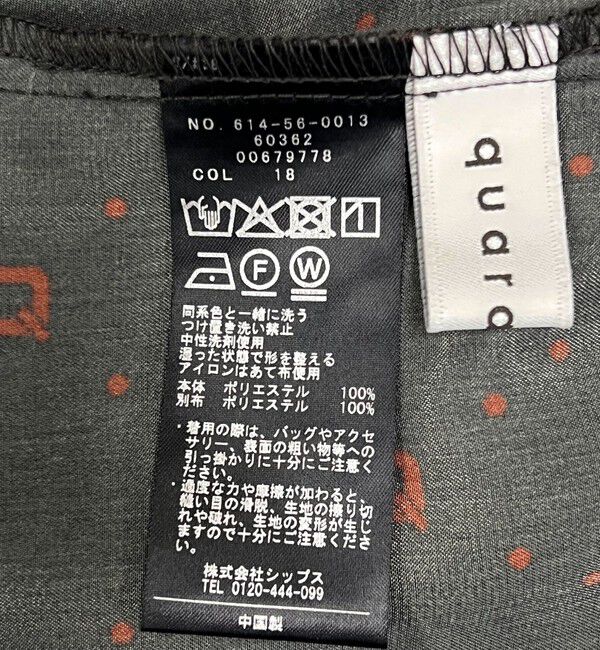 NO. 614-56-0013
60362
00679778
COL 18
F W
同系色と一緒に洗う
つけ置き洗い禁止
中性洗剤使用
湿った状態で形を整える
アイロンはあて布使用
本体 ポリエステル 100%
別布 ポリエステル 100%
・着用の際は、バッグやアクセ
サリー、表面の粗い物等への
引っ掛かりに十分にご注意く
ださい。
・過度な力や摩擦が加わると、
縫い目の滑脱、生地の擦り切
れや破れ、生地の変形が生じ
ますので十分にご注意くださ
い。
株式会社シップス
TEL 0120-444-099
中国製
quar